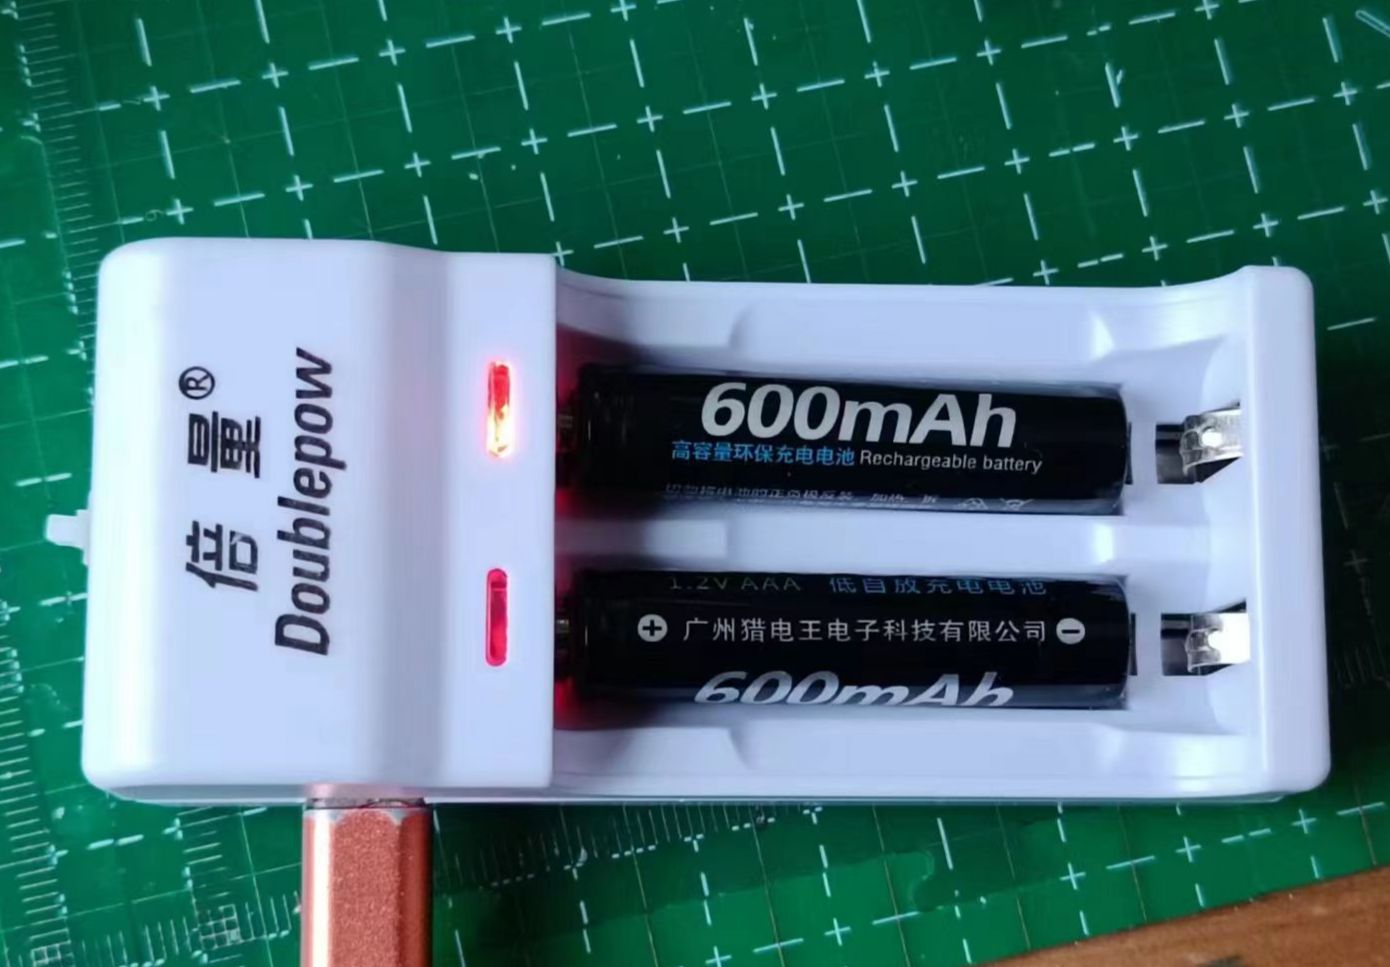 倍量®
Doublepow
600mAh
高容量环保充电电池 Rechargeable battery
1.2V AAA 低自放充电电池
⊕ 广州猎电王电子科技有限公司 ⊖
600mAh